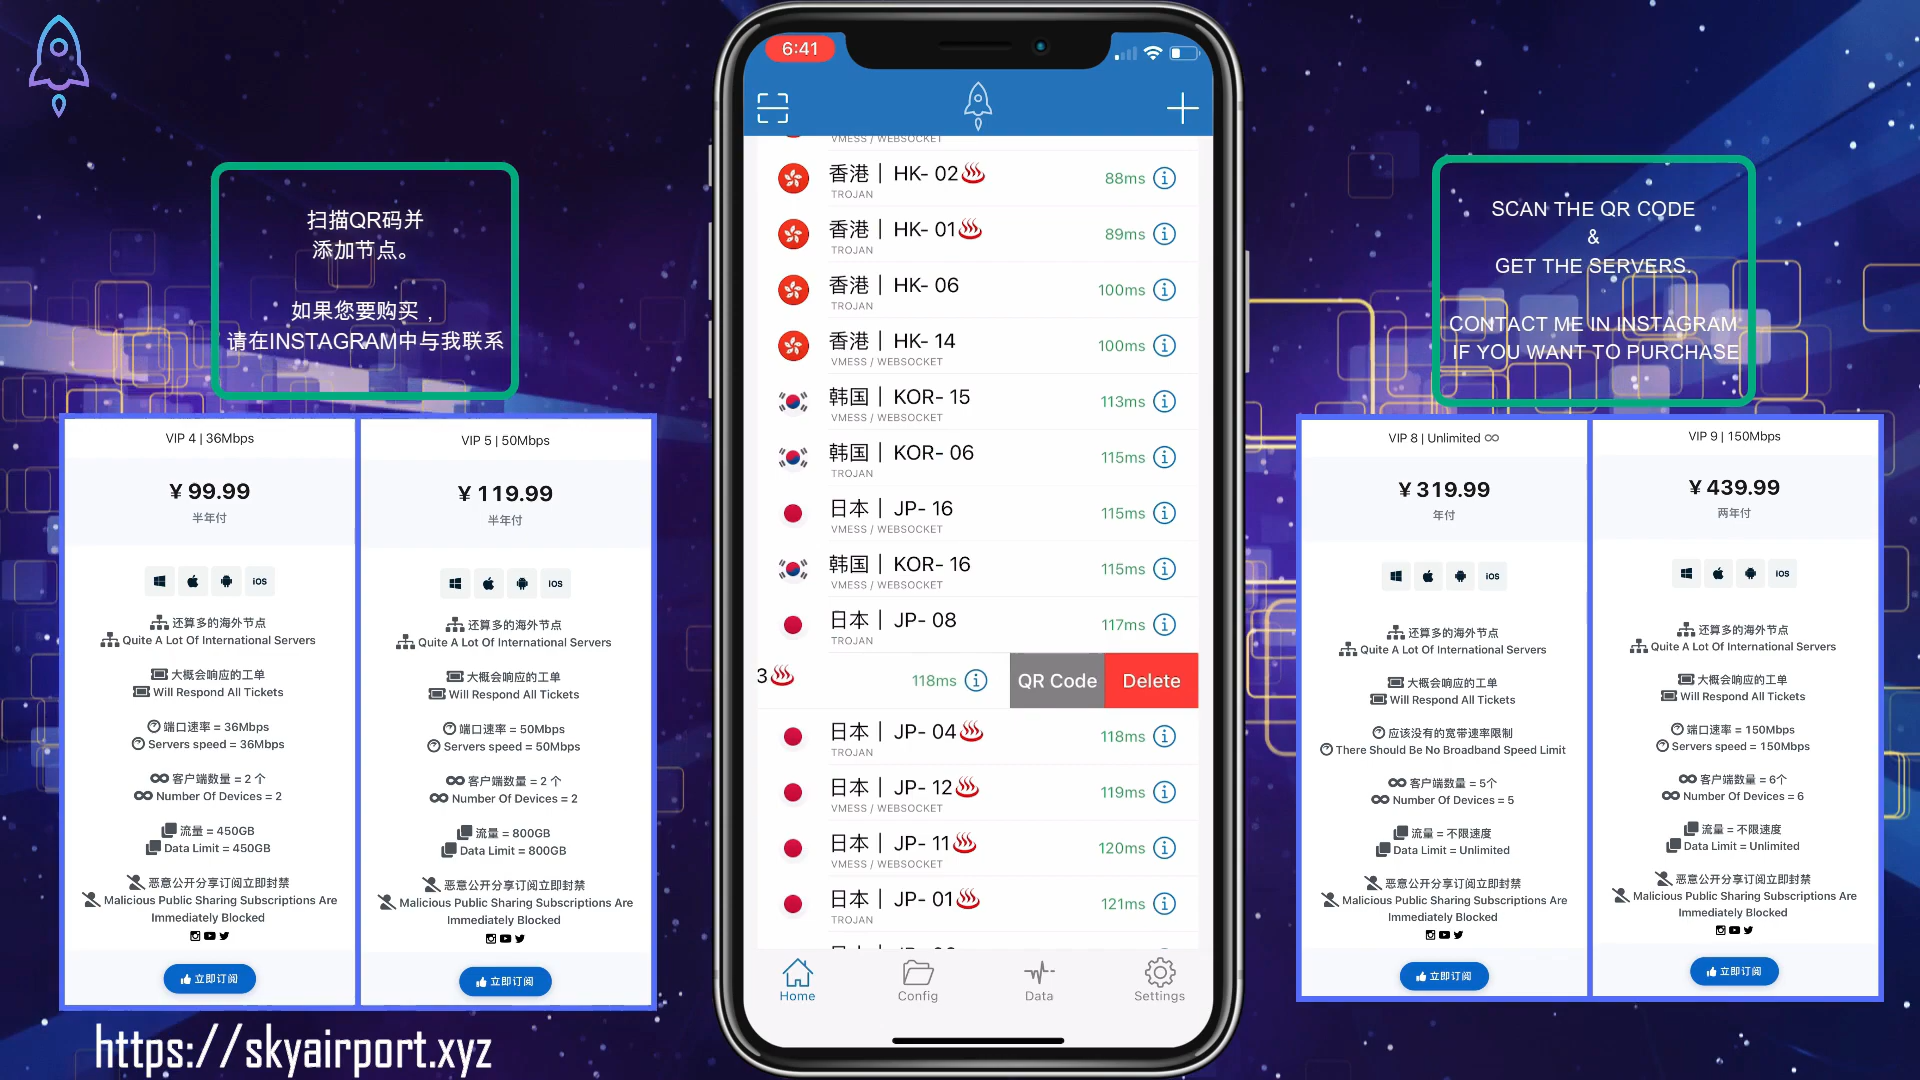 扫描QR码并
添加节点。
如果您要购买，
请在INSTAGRAM中与我联系
VIP 4 | 36Mbps
¥ 99.99
半年付
iOS
还算多的海外节点
Quite A Lot Of International Servers
大概会响应的工单
Will Respond All Tickets
端口速率 = 36Mbps
Servers speed = 36Mbps
客户端数量 = 2 个
Number Of Devices = 2
流量 = 450GB
Data Limit = 450GB
恶意公开分享订阅立即封禁
Malicious Public Sharing Subscriptions Are
Immediately Blocked
立即订阅
VIP 5 | 50Mbps
¥ 119.99
半年付
iOS
还算多的海外节点
Quite A Lot Of International Servers
大概会响应的工单
Will Respond All Tickets
端口速率 = 50Mbps
Servers speed = 50Mbps
客户端数量 = 2 个
Number Of Devices = 2
流量 = 800GB
Data Limit = 800GB
恶意公开分享订阅立即封禁
Malicious Public Sharing Subscriptions Are
Immediately Blocked
立即订阅
https://skyairport.xyz
6:41
VMESS / WEBSOCKET
香港｜HK- 02♨️ 88ms
TROJAN
香港｜HK- 01♨️ 89ms
TROJAN
香港｜HK- 06 100ms
TROJAN
香港｜HK- 14 100ms
VMESS / WEBSOCKET
韩国｜KOR- 15 113ms
VMESS / WEBSOCKET
韩国｜KOR- 06 115ms
TROJAN
日本｜JP- 16 115ms
VMESS / WEBSOCKET
韩国｜KOR- 16 115ms
VMESS / WEBSOCKET
日本｜JP- 08 117ms
TROJAN
3♨️ 118ms QR Code Delete
日本｜JP- 04♨️ 118ms
TROJAN
日本｜JP- 12♨️ 119ms
VMESS / WEBSOCKET
日本｜JP- 11♨️ 120ms
VMESS / WEBSOCKET
日本｜JP- 01♨️ 121ms
TROJAN
Home Config Data Settings
SCAN THE QR CODE
&
GET THE SERVERS.
CONTACT ME IN INSTAGRAM
IF YOU WANT TO PURCHASE
VIP 8 | Unlimited ∞
¥ 319.99
年付
iOS
还算多的海外节点
Quite A Lot Of International Servers
大概会响应的工单
Will Respond All Tickets
应该没有的宽带速率限制
There Should Be No Broadband Speed Limit
客户端数量 = 5个
Number Of Devices = 5
流量 = 不限速度
Data Limit = Unlimited
恶意公开分享订阅立即封禁
Malicious Public Sharing Subscriptions Are
Immediately Blocked
立即订阅
VIP 9 | 150Mbps
¥ 439.99
两年付
iOS
还算多的海外节点
Quite A Lot Of International Servers
大概会响应的工单
Will Respond All Tickets
端口速率 = 150Mbps
Servers speed = 150Mbps
客户端数量 = 6个
Number Of Devices = 6
流量 = 不限速度
Data Limit = Unlimited
恶意公开分享订阅立即封禁
Malicious Public Sharing Subscriptions Are
Immediately Blocked
立即订阅